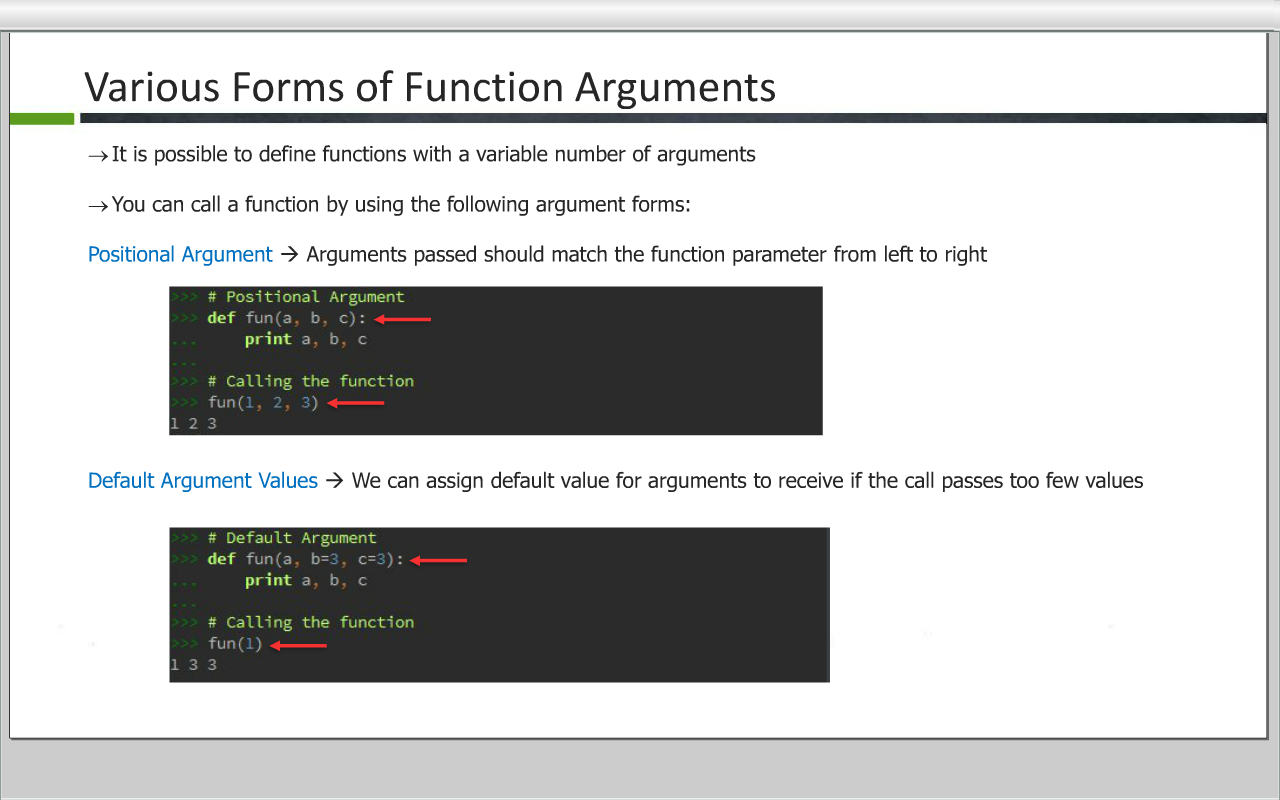 Various Forms of Function Arguments
→ It is possible to define functions with a variable number of arguments
→ You can call a function by using the following argument forms:
Positional Argument → Arguments passed should match the function parameter from left to right
>>> # Positional Argument
>>> def fun(a, b, c):
...     print a, b, c
...
>>> # Calling the function
>>> fun(1, 2, 3)
1 2 3
Default Argument Values → We can assign default value for arguments to receive if the call passes too few values
>>> # Default Argument
>>> def fun(a, b=3, c=3):
...     print a, b, c
...
>>> # Calling the function
>>> fun(1)
1 3 3